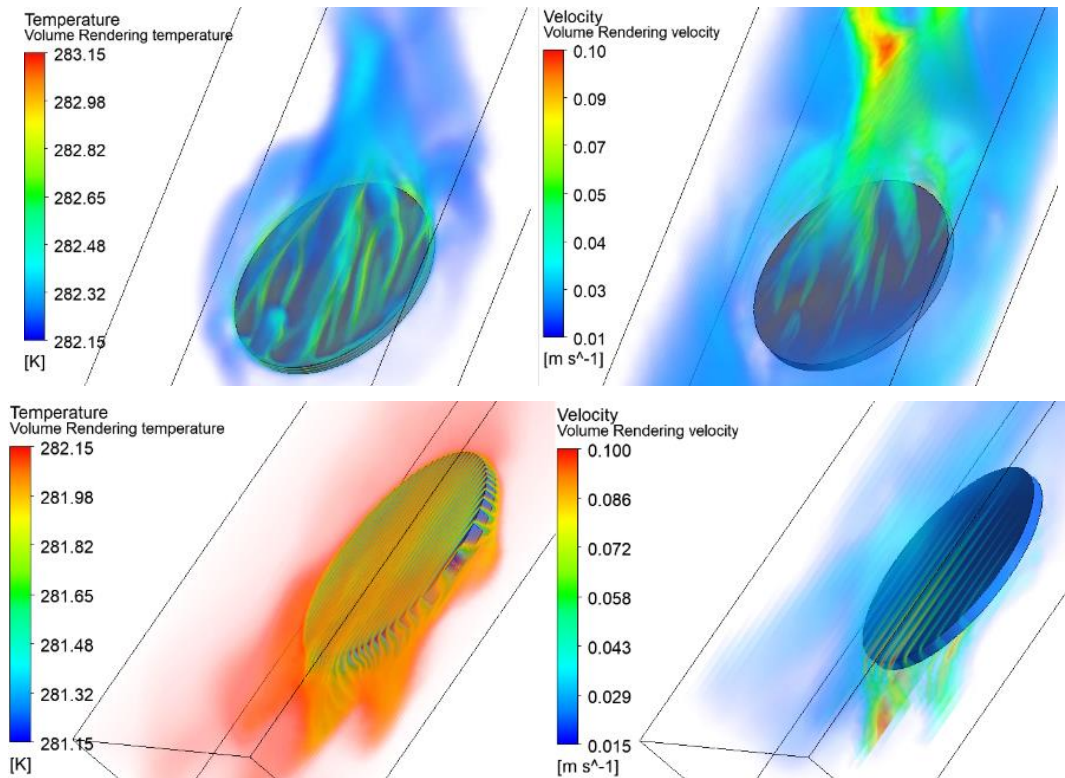 Temperature
Volume Rendering temperature
283.15
282.98
282.82
282.65
282.48
282.32
282.15
[K]
Velocity
Volume Rendering velocity
0.10
0.09
0.07
0.05
0.04
0.03
0.01
[m s^-1]
Temperature
Volume Rendering temperature
282.15
281.98
281.82
281.65
281.48
281.32
281.15
[K]
Velocity
Volume Rendering velocity
0.100
0.086
0.072
0.058
0.043
0.029
0.015
[m s^-1]